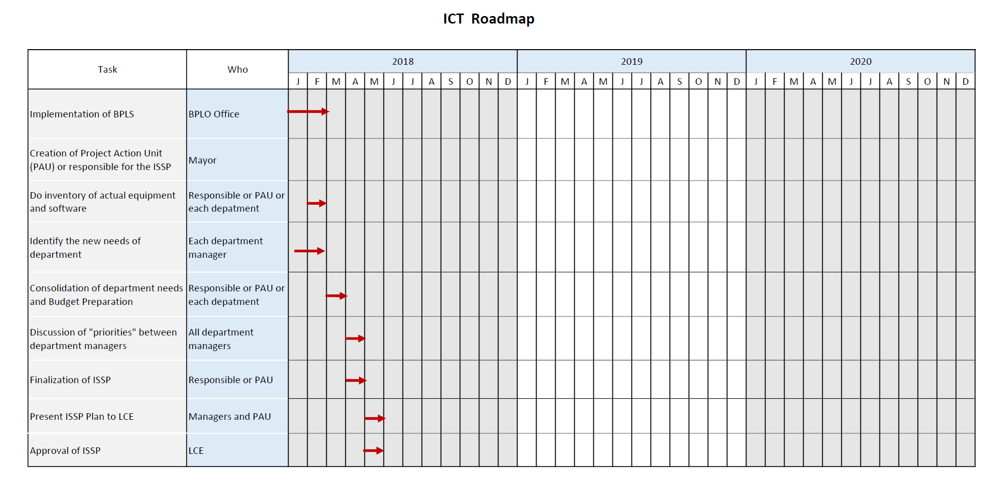 ICT Roadmap
Task Who 2018 2019 2020
J F M A M J J A S O N D J F M A M J J A S O N D J F M A M J J A S O N D
Implementation of BPLS
BPLO Office
Creation of Project Action Unit
(PAU) or responsible for the ISSP
Mayor
Do inventory of actual equipment
and software
Responsible or PAU or
each depatment
Identify the new needs of
department
Each department
manager
Consolidation of department needs
and Budget Preparation
Responsible or PAU or
each depatment
Discussion of "priorities" between
department managers
All department
managers
Finalization of ISSP
Responsible or PAU
Present ISSP Plan to LCE
Managers and PAU
Approval of ISSP
LCE